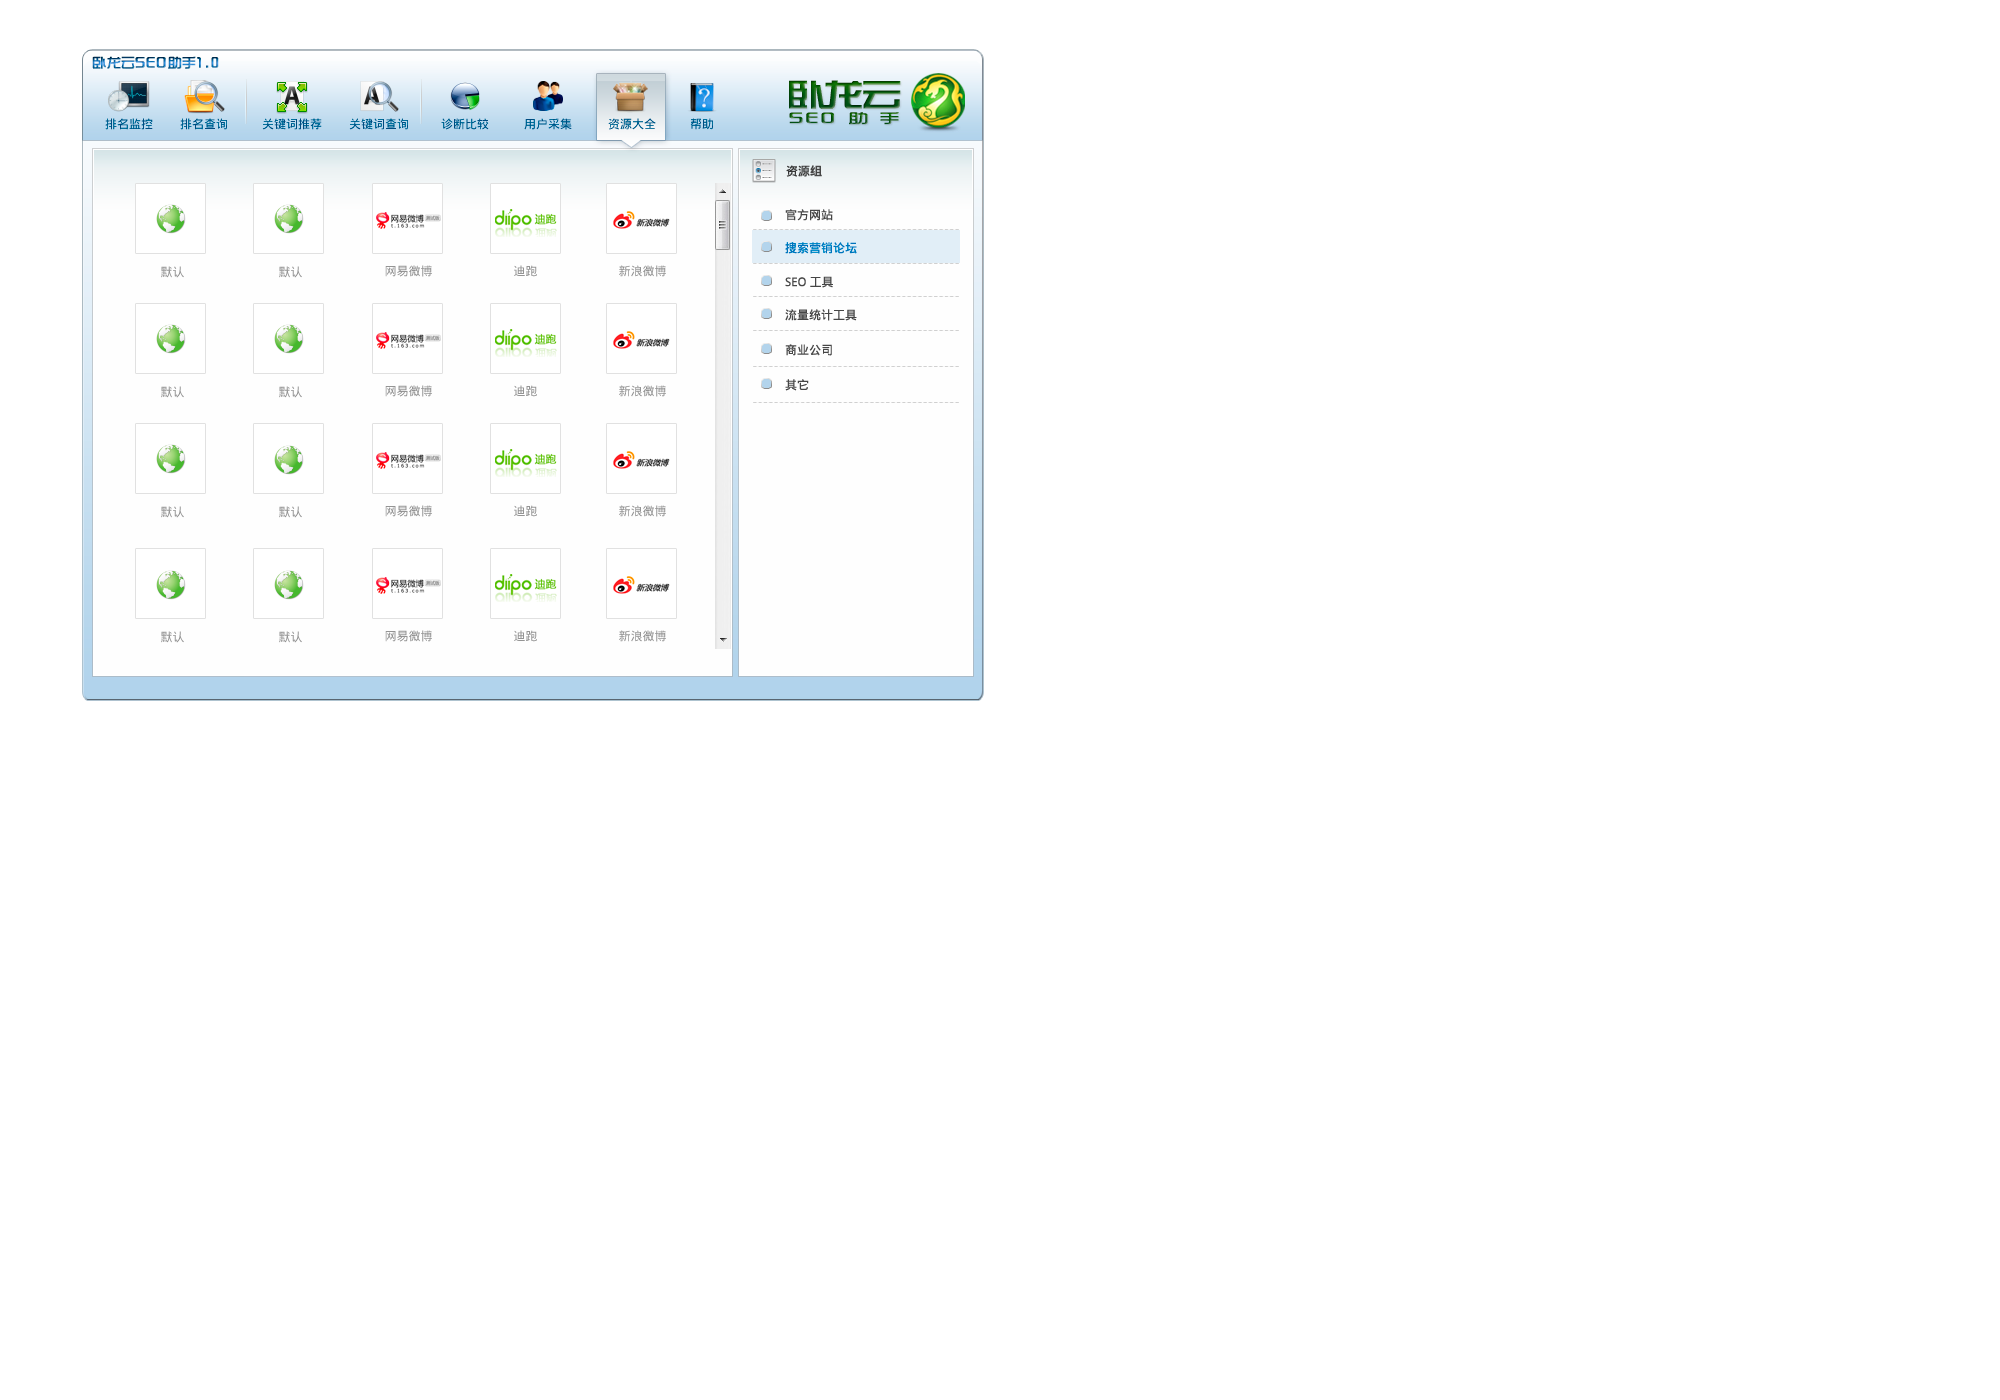 卧龙云SEO助手1.0
排名监控 排名查询 关键词推荐 关键词查询 诊断比较 用户采集 资源大全 帮助
卧龙云
SEO 助 手
网易微博
t.163.com
diipo 迪跑
新浪微博
默认 默认 网易微博 迪跑 新浪微博
网易微博
t.163.com
diipo 迪跑
新浪微博
默认 默认 网易微博 迪跑 新浪微博
网易微博
t.163.com
diipo 迪跑
新浪微博
默认 默认 网易微博 迪跑 新浪微博
网易微博
t.163.com
diipo 迪跑
新浪微博
默认 默认 网易微博 迪跑 新浪微博
资源组
官方网站
搜索营销论坛
SEO 工具
流量统计工具
商业公司
其它